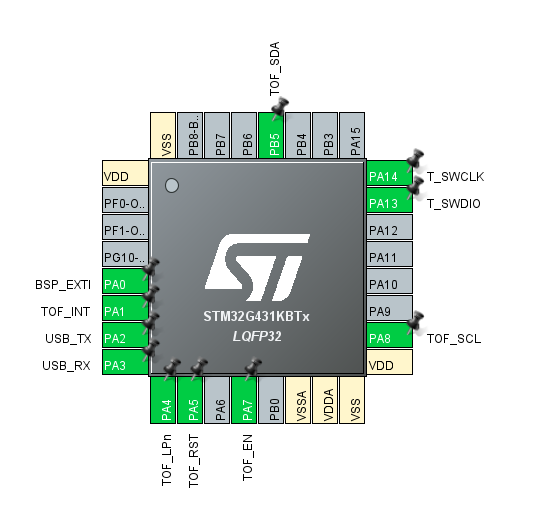 TOF_SDA
VSS
PB8-B..
PB7
PB6
PB5
PB4
PB3
PA15
VDD
PF0-O..
PF1-O..
PG10-..
PA0
PA1
PA2
PA3
BSP_EXTI
TOF_INT
USB_TX
USB_RX
STM32G431KBTx
LQFP32
PA14
PA13
PA12
PA11
PA10
PA9
PA8
VDD
T_SWCLK
T_SWDIO
TOF_SCL
PA4
PA5
PA6
PA7
PB0
VSSA
VDDA
VSS
TOF_LPn
TOF_RST
TOF_EN